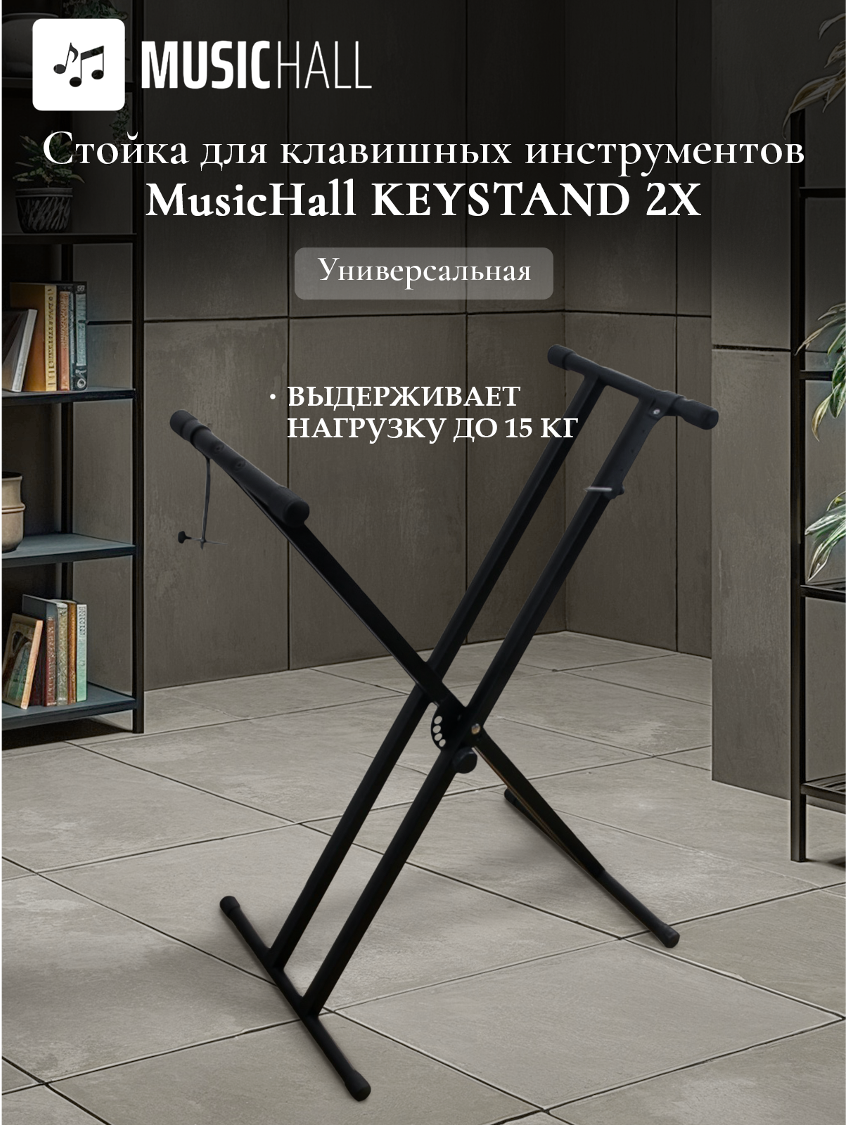 MUSICHALL
Стойка для клавишных инструментов
MusicHall KEYSTAND 2X
Универсальная
· ВЫДЕРЖИВАЕТ
НАГРУЗКУ ДО 15 КГ